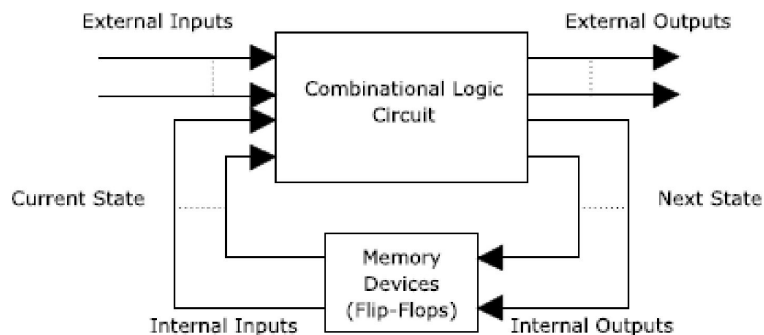 External Inputs
External Outputs
Combinational Logic
Circuit
Current State
Next State
Memory
Devices
(Flip-Flops)
Internal Inputs
Internal Outputs